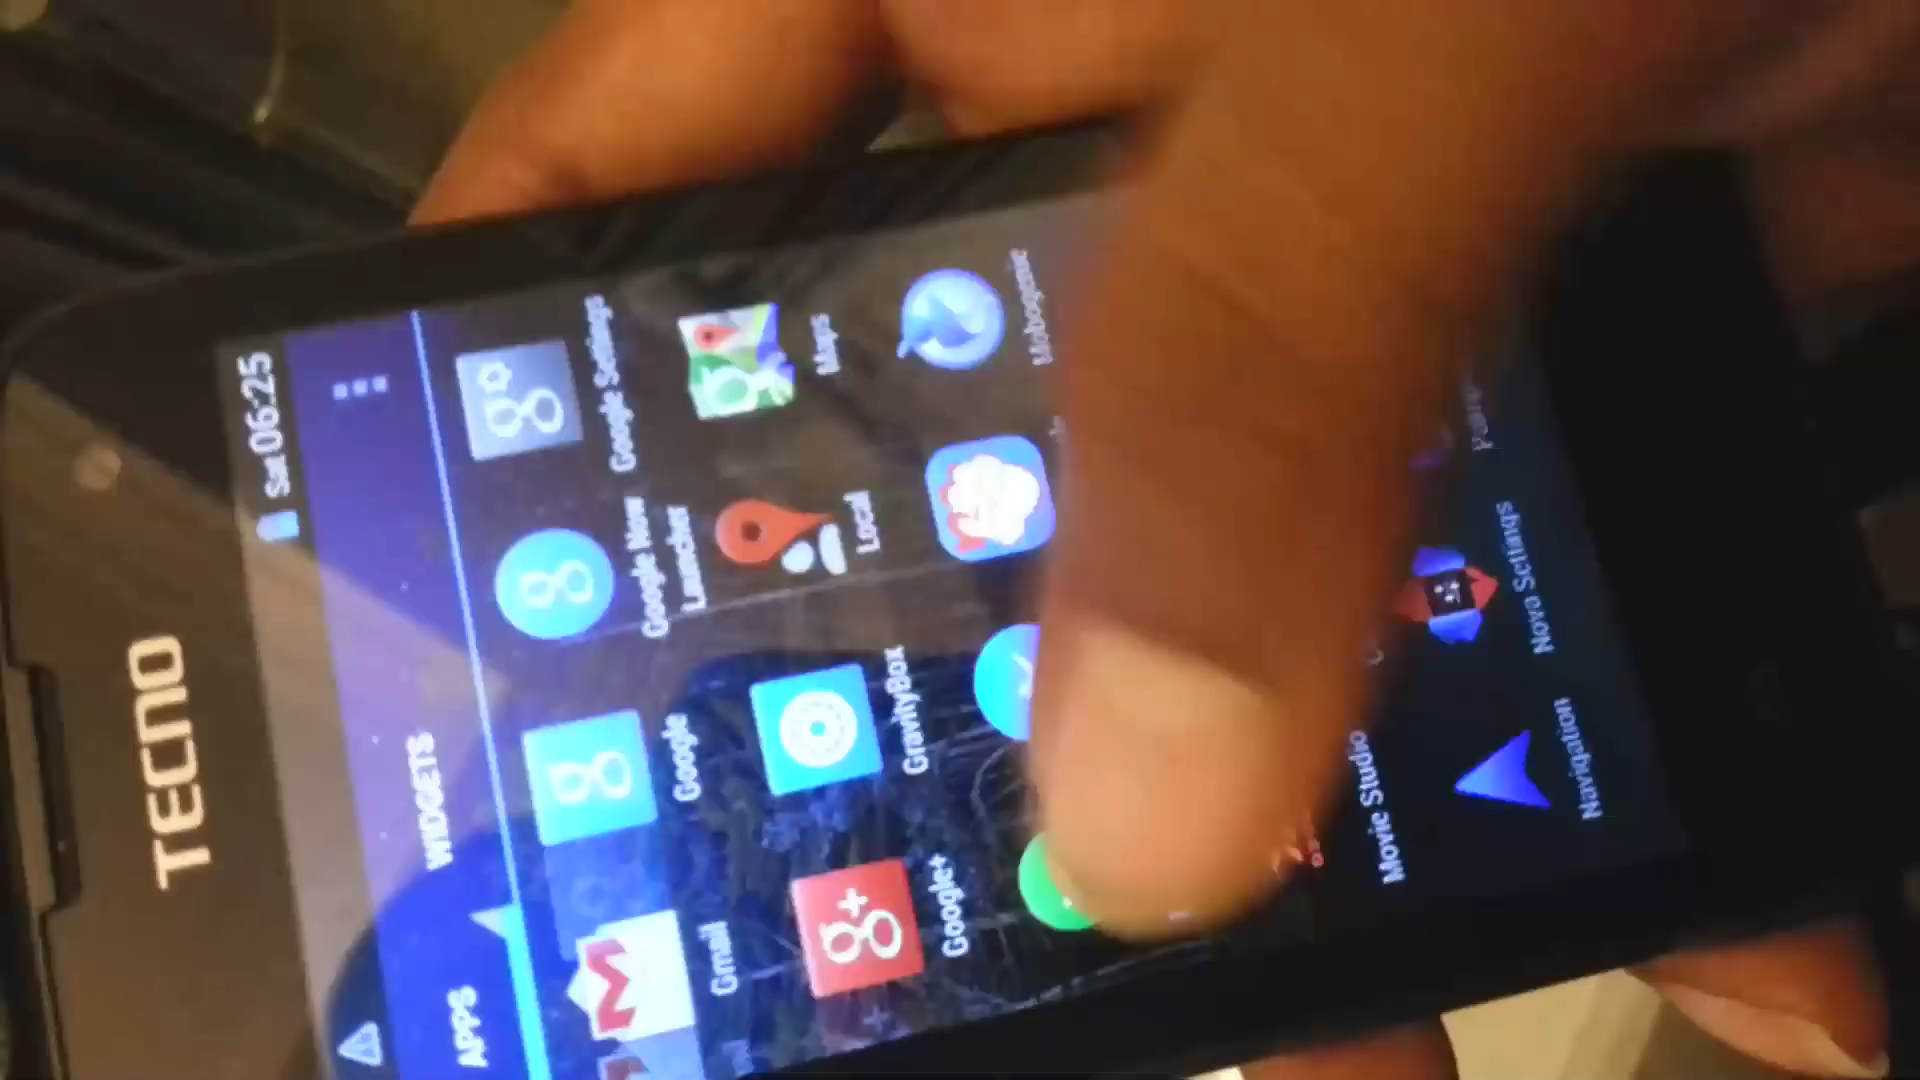 TECNO
Sat 06:25
APPS
WIDGETS
Gmail
Google
Google Now
Launcher
Google Settings
Google+
GravityBox
Local
Maps
Mobogenie
Movie Studio
Navigation
Nova Settings